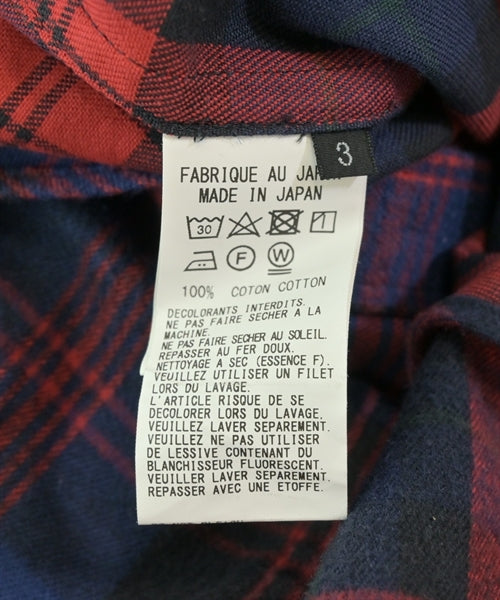 3
FABRIQUE AU
MADE IN JAPAN
30
F W
100% COTON COTTON
DECOLORANTS INTERDITS.
NE PAS FAIRE SECHER A LA
MACHINE.
NE PAS FAIRE SECHER AU SOLEIL.
REPASSER AU FER DOUX.
NETTOYAGE A SEC (ESSENCE F).
VEUILLEZ UTILISER UN FILET
LORS DU LAVAGE.
L'ARTICLE RISQUE DE SE
DECOLORER LORS DU LAVAGE.
VEUILLEZ LAVER SEPAREMENT.
VEUILLEZ NE PAS UTILISER
DE LESSIVE CONTENANT DU
BLANCHISSEUR FLUORESCENT.
VEUILLER LAVER SEPAREMENT.
REPASSER AVEC UNE ETOFFE.